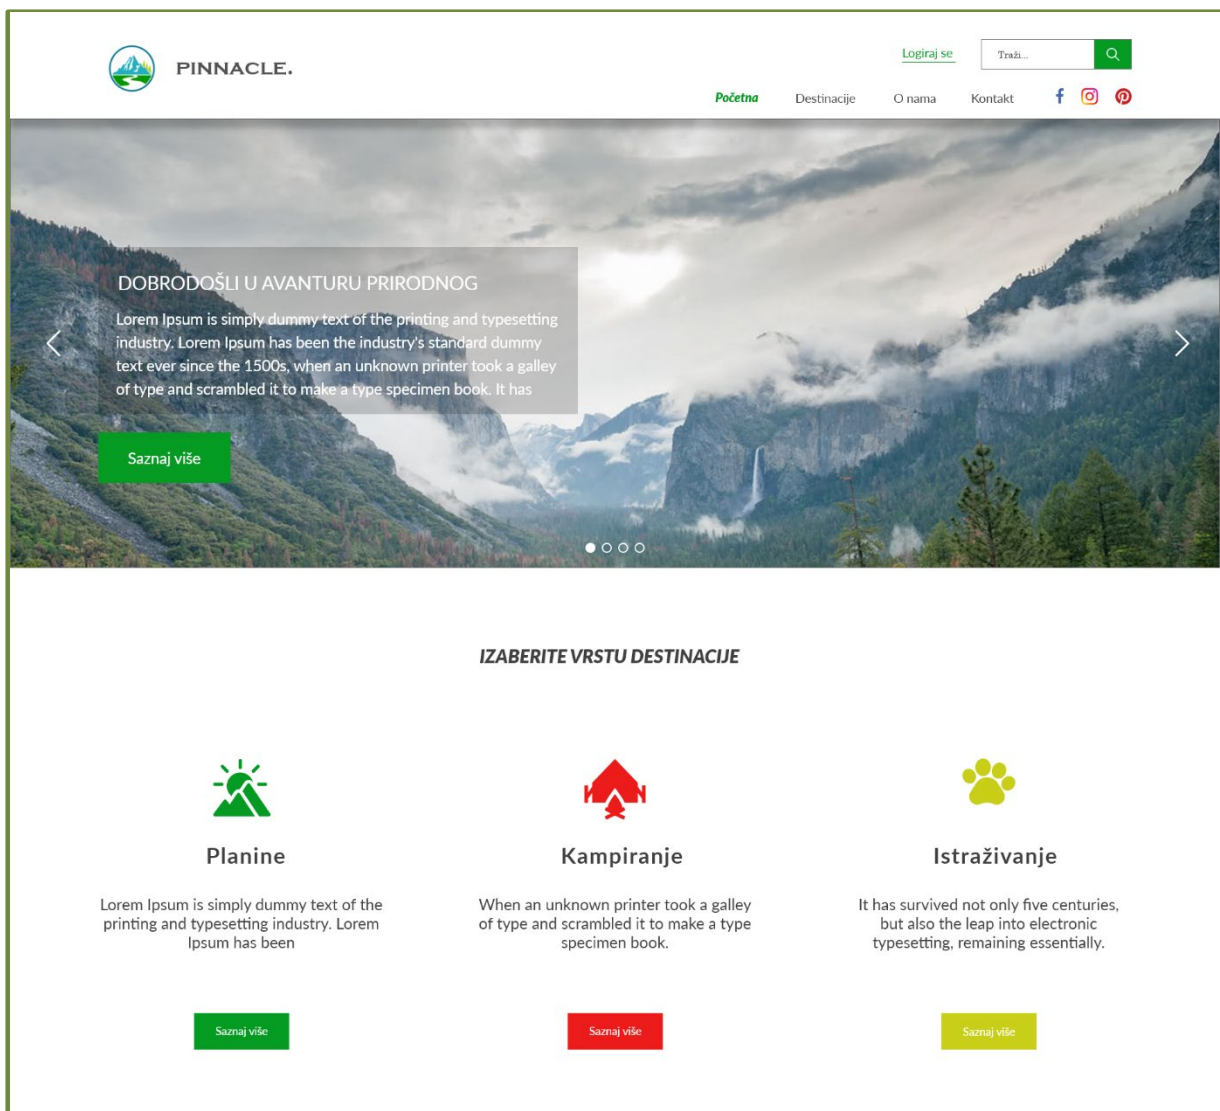 PINNACLE.
Logiraj se
Traži...
Početna
Destinacije
O nama
Kontakt
DOBRODOŠLI U AVANTURU PRIRODNOG
Lorem Ipsum is simply dummy text of the printing and typesetting
industry. Lorem Ipsum has been the industry's standard dummy
text ever since the 1500s, when an unknown printer took a galley
of type and scrambled it to make a type specimen book. It has
Saznaj više
IZABERITE VRSTU DESTINACIJE
Planine
Lorem Ipsum is simply dummy text of the
printing and typesetting industry. Lorem
Ipsum has been
Saznaj više
Kampiranje
When an unknown printer took a galley
of type and scrambled it to make a type
specimen book.
Saznaj više
Istraživanje
It has survived not only five centuries,
but also the leap into electronic
typesetting, remaining essentially.
Saznaj više